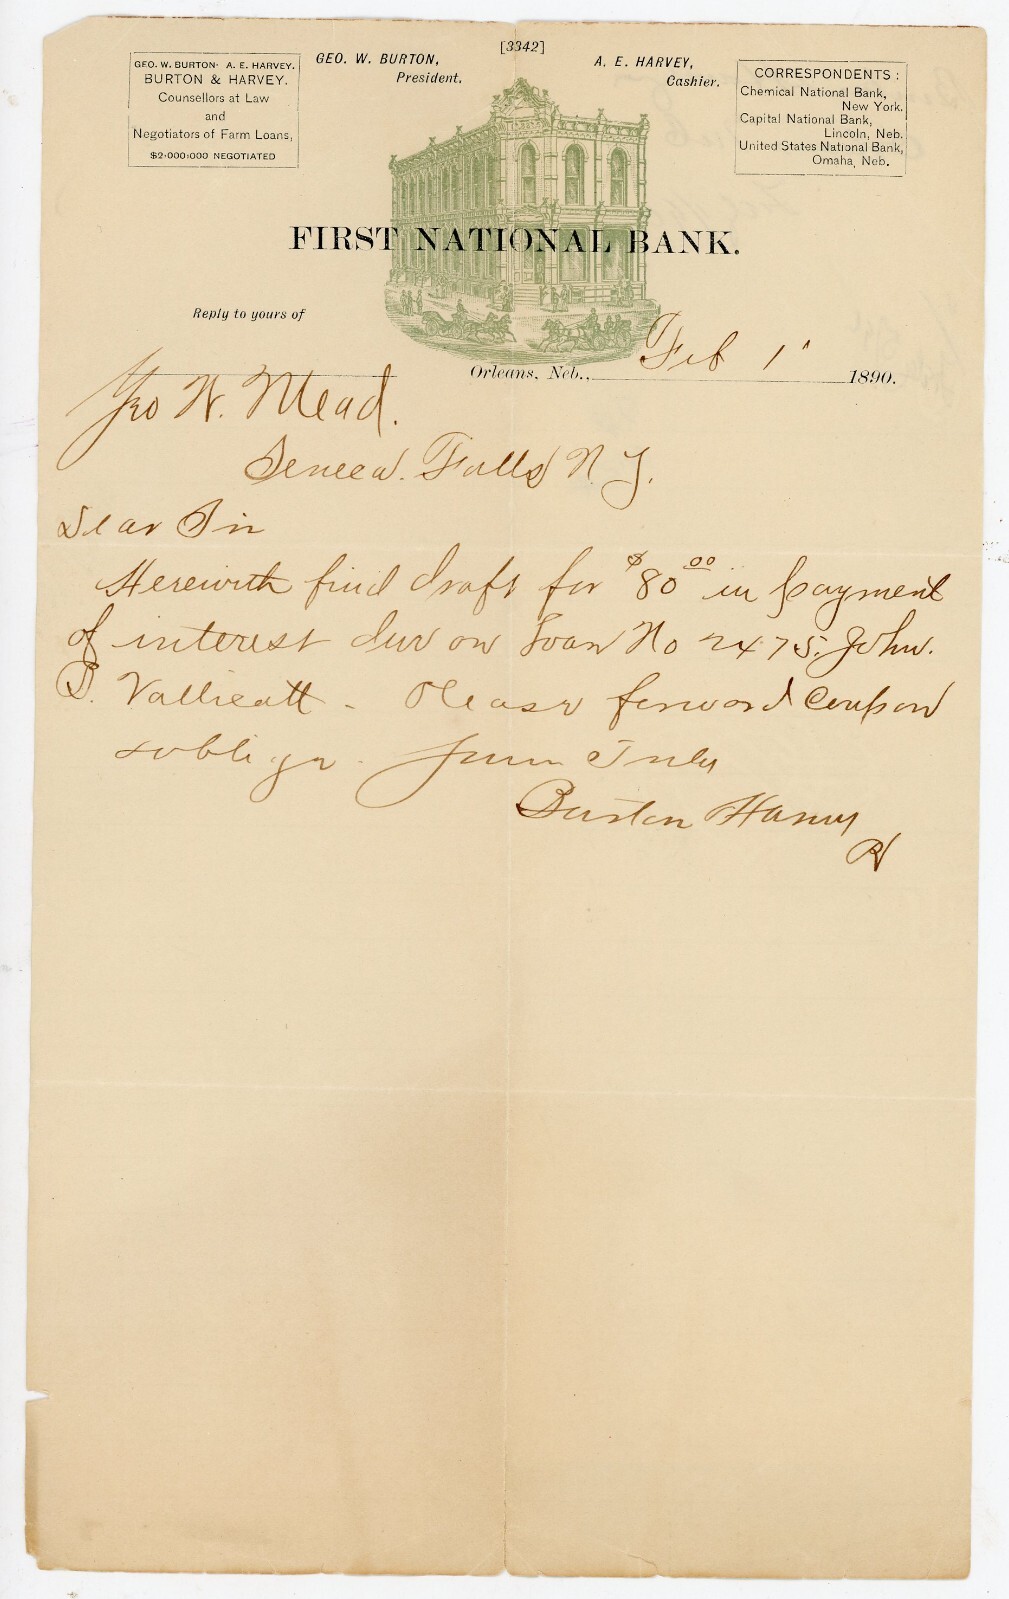 [3342]
GEO. W. BURTON. A. E. HARVEY.
BURTON & HARVEY.
Counsellors at Law
and
Negotiators of Farm Loans,
$2,000,000 NEGOTIATED
GEO. W. BURTON,
President.
A. E. HARVEY,
Cashier.
CORRESPONDENTS:
Chemical National Bank,
New York.
Capital National Bank,
Lincoln, Neb.
United States National Bank,
Omaha, Neb.
FIRST NATIONAL BANK.
Reply to yours of
Orleans, Neb., Feb 1" 1890.
Geo W. Mead.
Seneca Falls N Y.
Dear Sir
Herewith find draft for $80 00 in payment
of interest due on Loan No 2475. John
B. Please forward Coupon
& oblige. Yours Truly
Burton Harvey
H